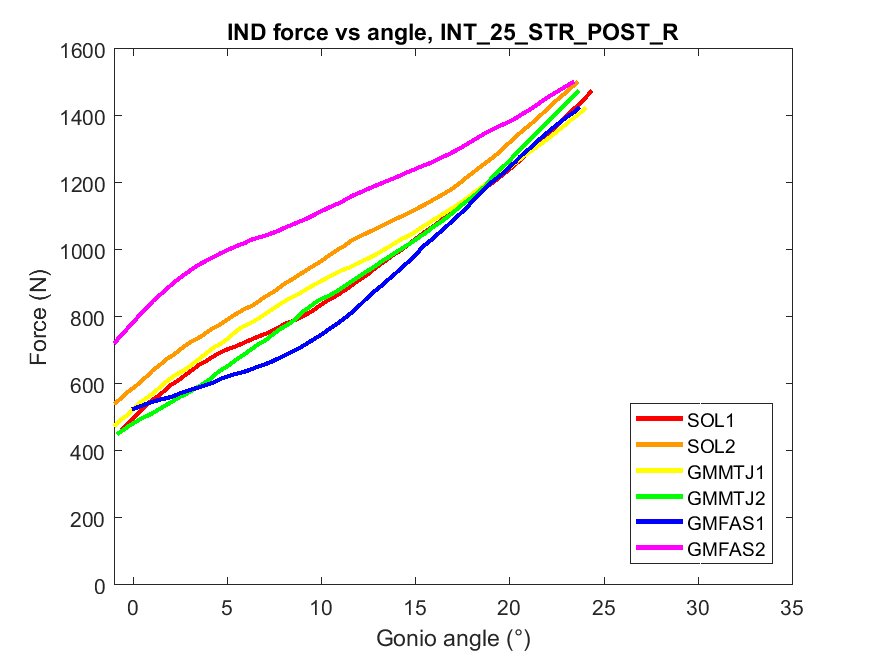 IND force vs angle, INT_25_STR_POST_R
1600
1400
1200
1000
800
600
400
200
0
Force (N)
0 5 10 15 20 25 30 35
Gonio angle (°)
SOL1
SOL2
GMMTJ1
GMMTJ2
GMFAS1
GMFAS2